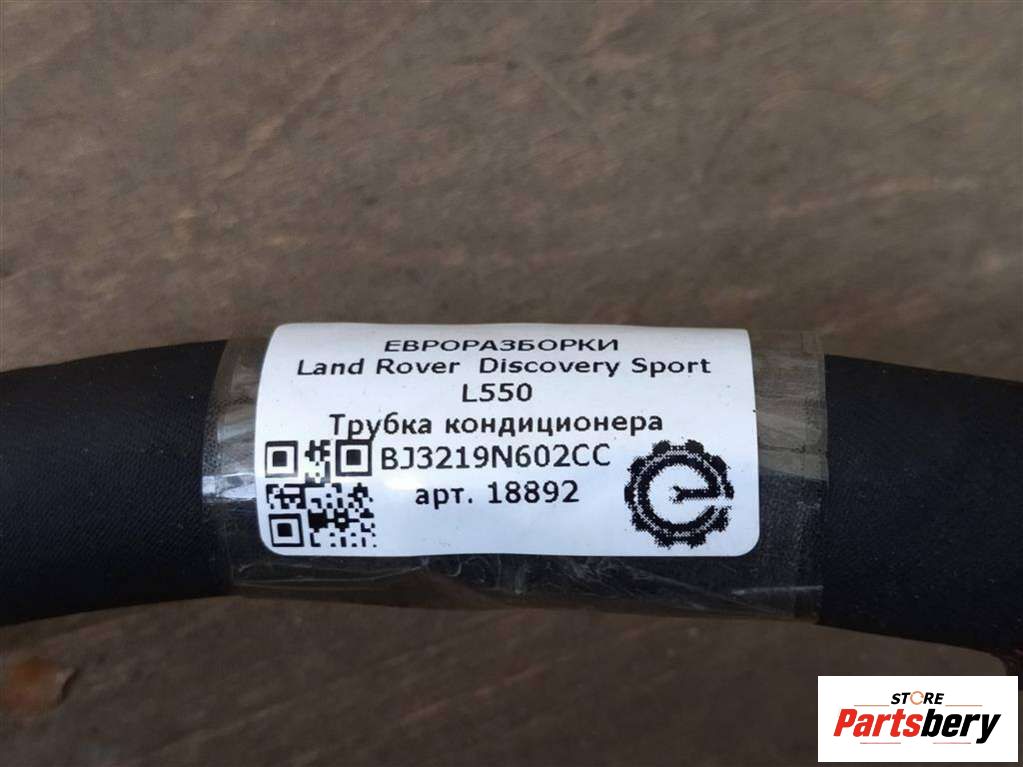 ЕВРОРАЗБОРКИ
Land Rover Discovery Sport
L550
Трубка кондиционера
BJ3219N602CC
арт. 18892
STORE
Partsbery